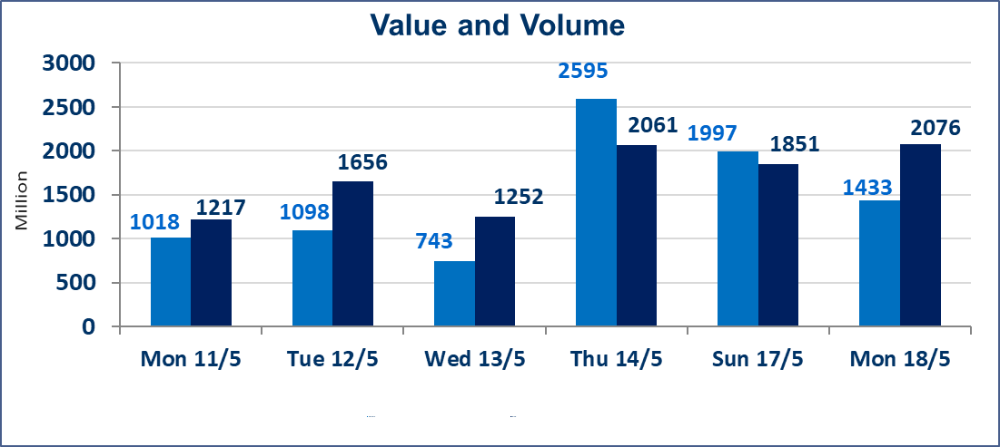 Value and Volume
3000
2500
2000
1500
1000
500
0
Million
2595
2061
1997
1851
2076
1656
1433
1217
1252
1018
1098
743
Mon 11/5
Tue 12/5
Wed 13/5
Thu 14/5
Sun 17/5
Mon 18/5